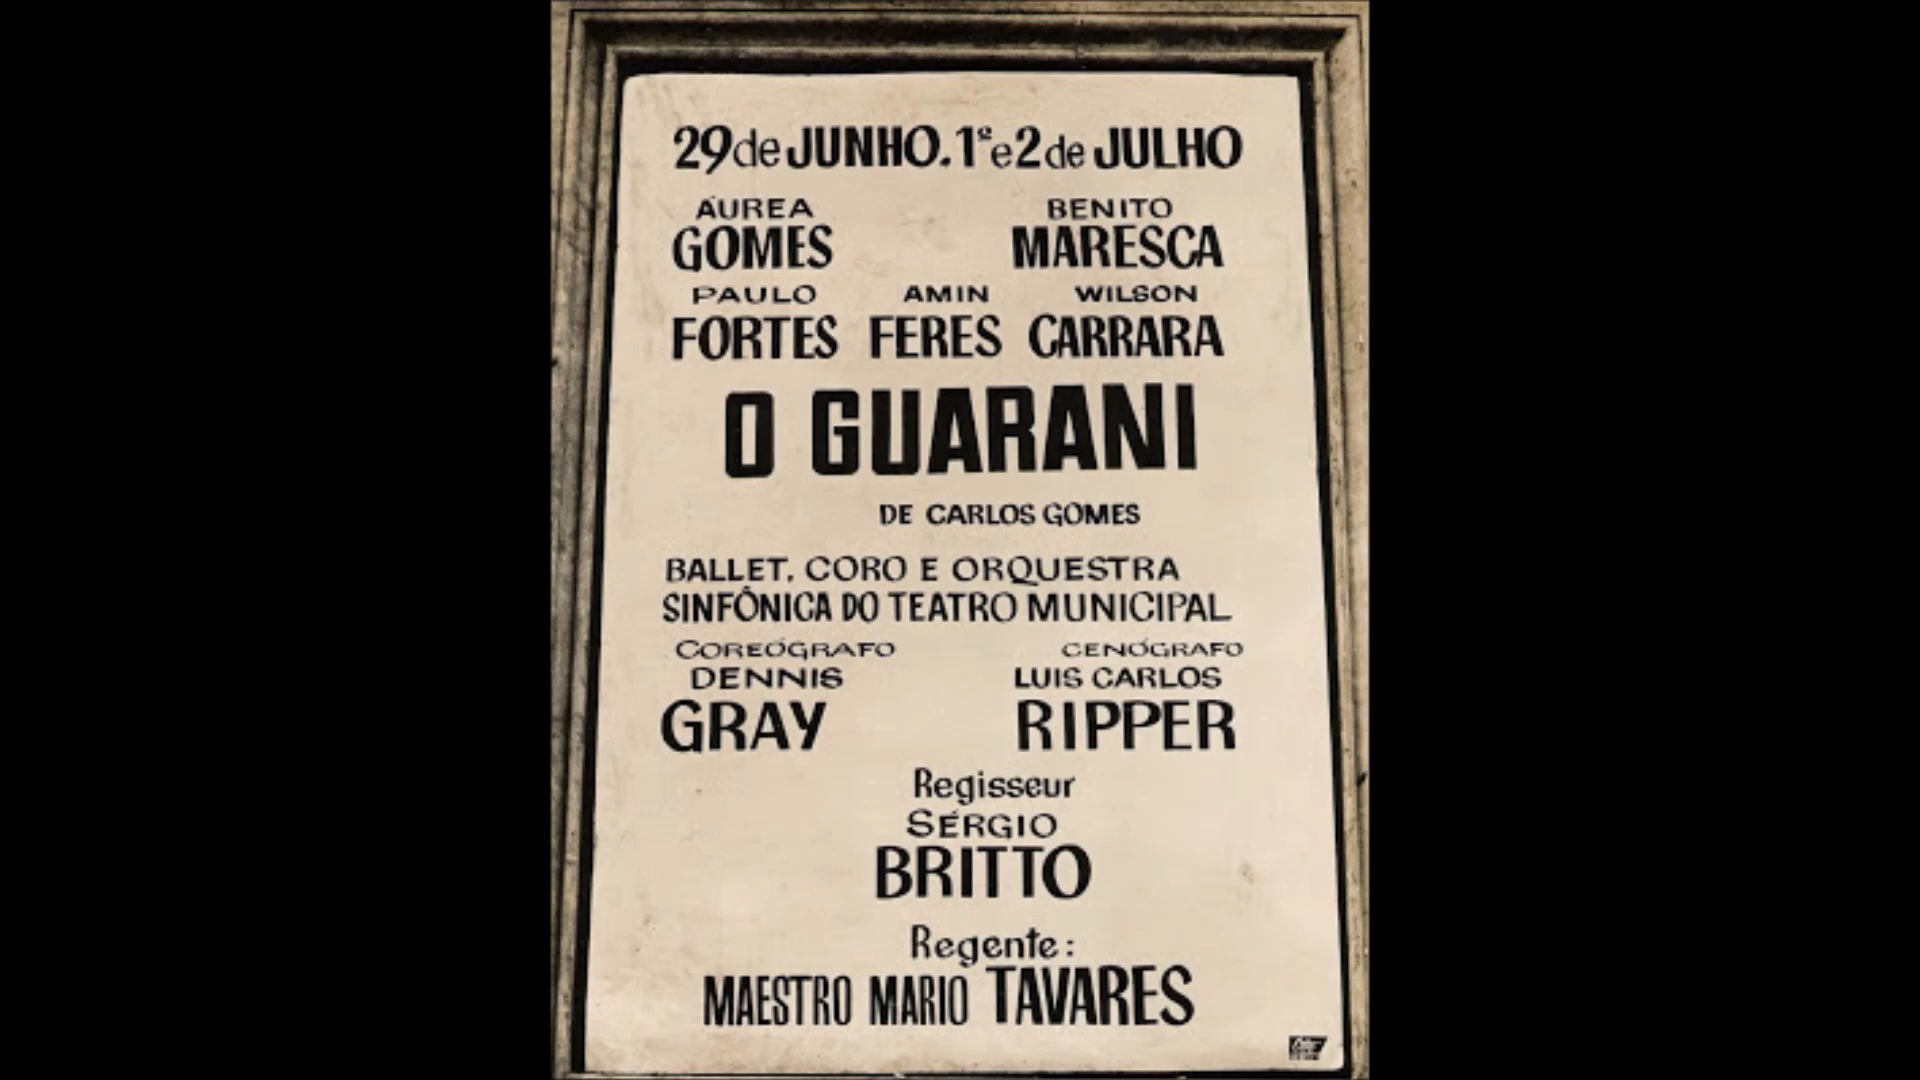 29 de JUNHO. 1º e 2 de JULHO
ÁUREA GOMES
BENITO MARESCA
PAULO FORTES
AMIN FERES
WILSON CARRARA
O GUARANI
DE CARLOS GOMES
BALLET, CORO E ORQUESTRA
SINFÔNICA DO TEATRO MUNICIPAL
COREÓGRAFO
DENNIS
GRAY
CENÓGRAFO
LUIS CARLOS
RIPPER
Regisseur
SÉRGIO
BRITTO
Regente:
MAESTRO MARIO TAVARES